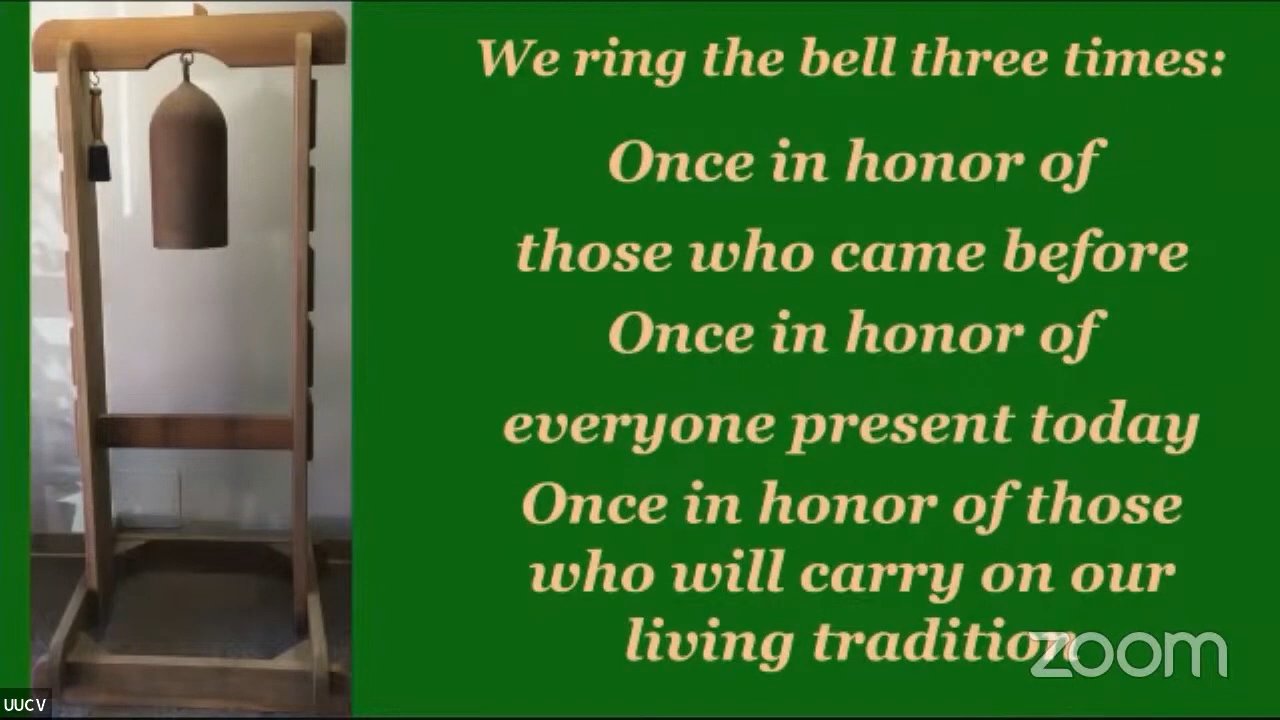 We ring the bell three times:
Once in honor of
those who came before
Once in honor of
everyone present today
Once in honor of those
who will carry on our
living tradition
zoom
UUCV